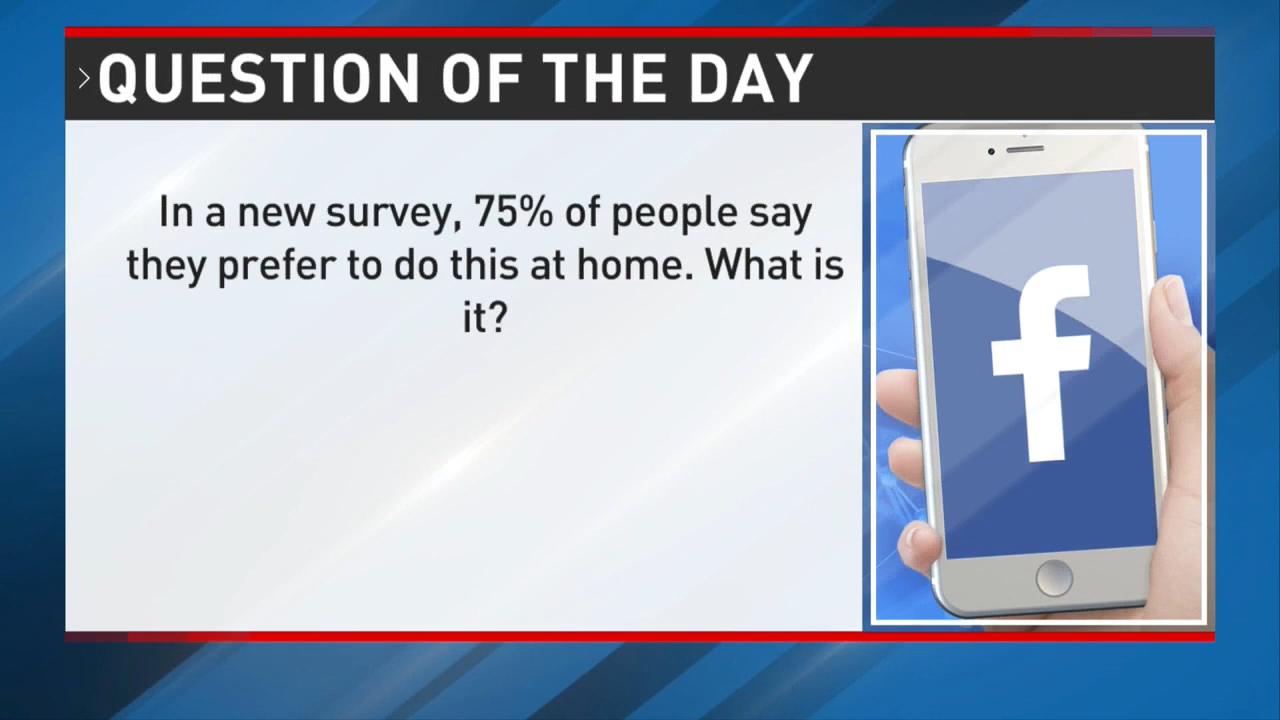 QUESTION OF THE DAY
In a new survey, 75% of people say
they prefer to do this at home. What is
it?
f